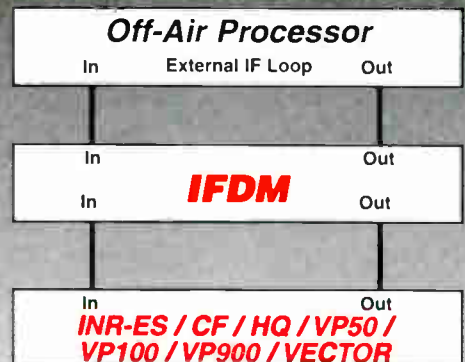 Off-Air Processor
In External IF Loop Out
In Out
IFDM
In Out
In Out
INR-ES / CF / HQ / VP50 /
VP100 / VP900 / VECTOR